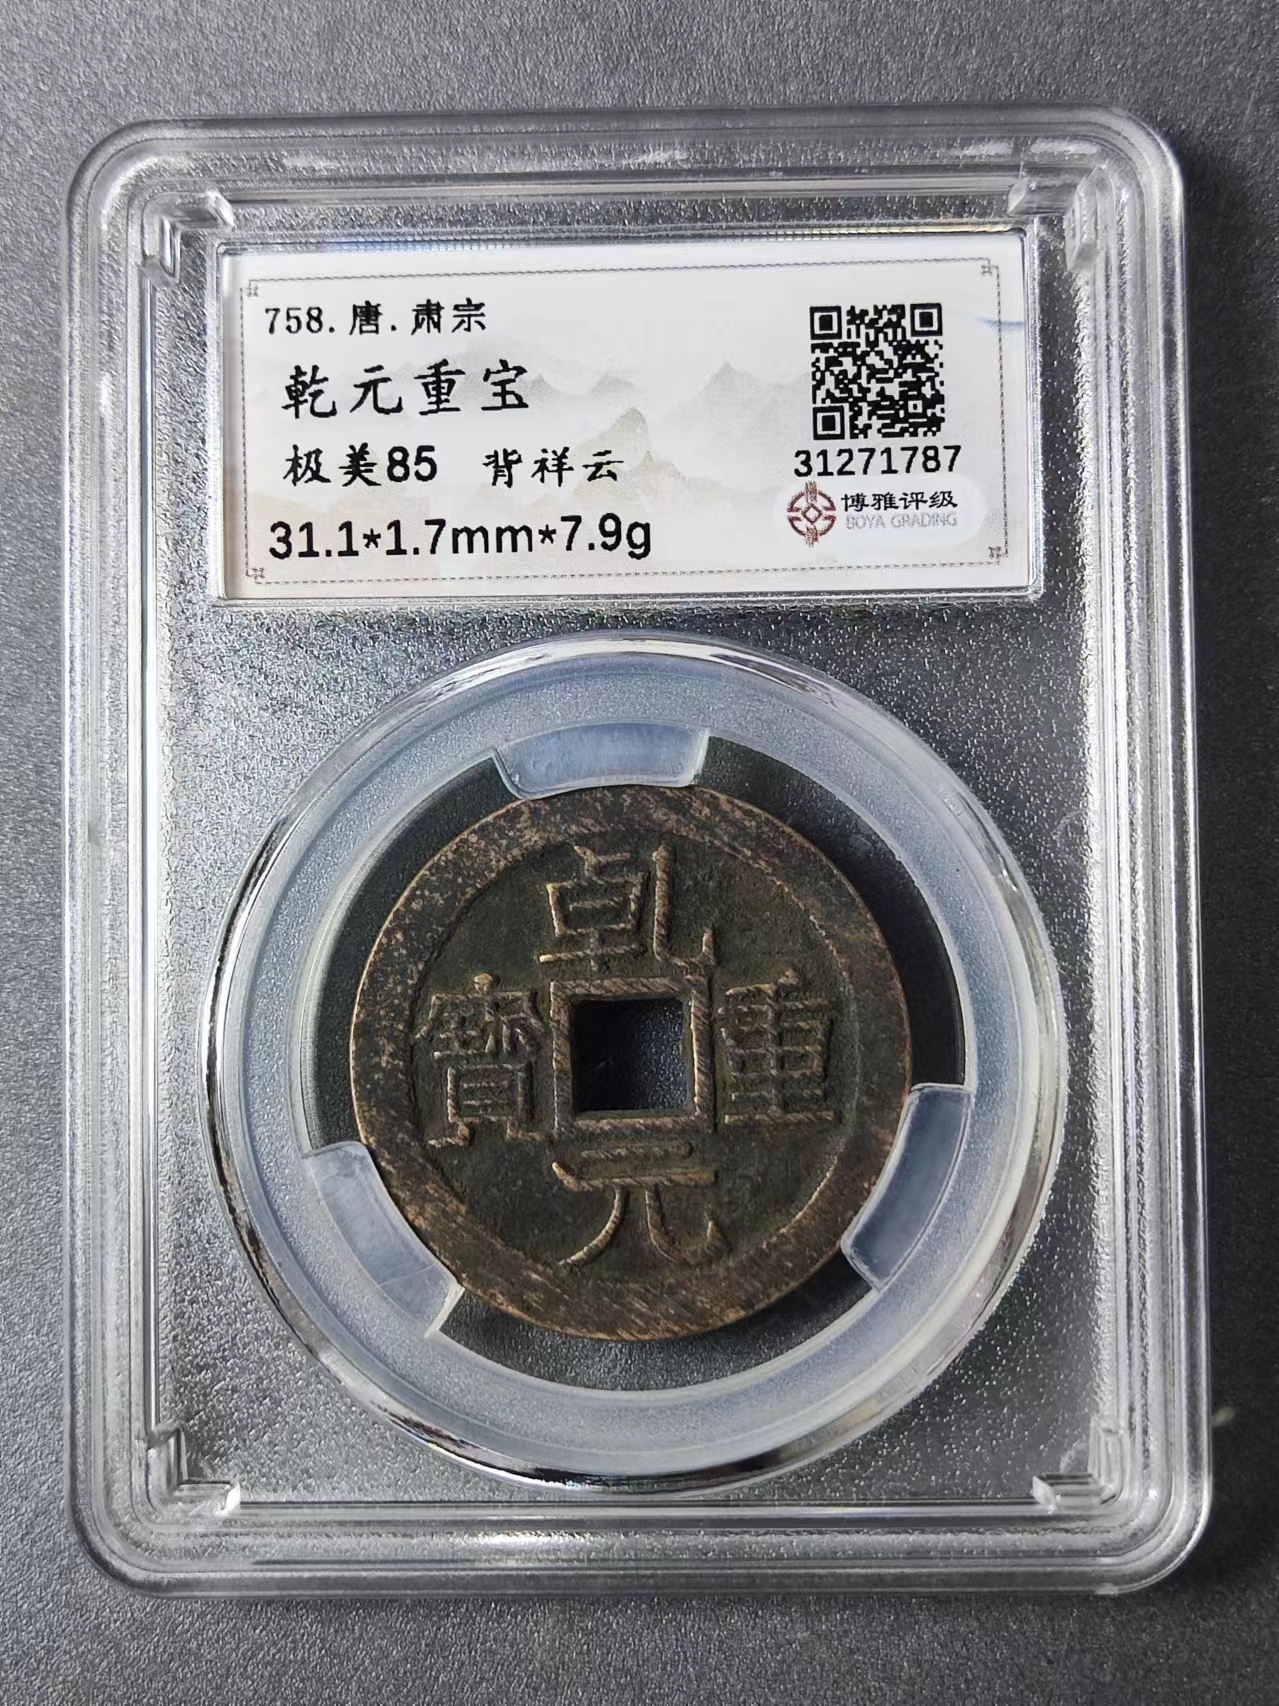 758.唐.肃宗
乾元重宝
极美85 背祥云
31.1*1.7mm*7.9g
31271787
博雅评级
BOYA GRADING
乾
寳 重
元